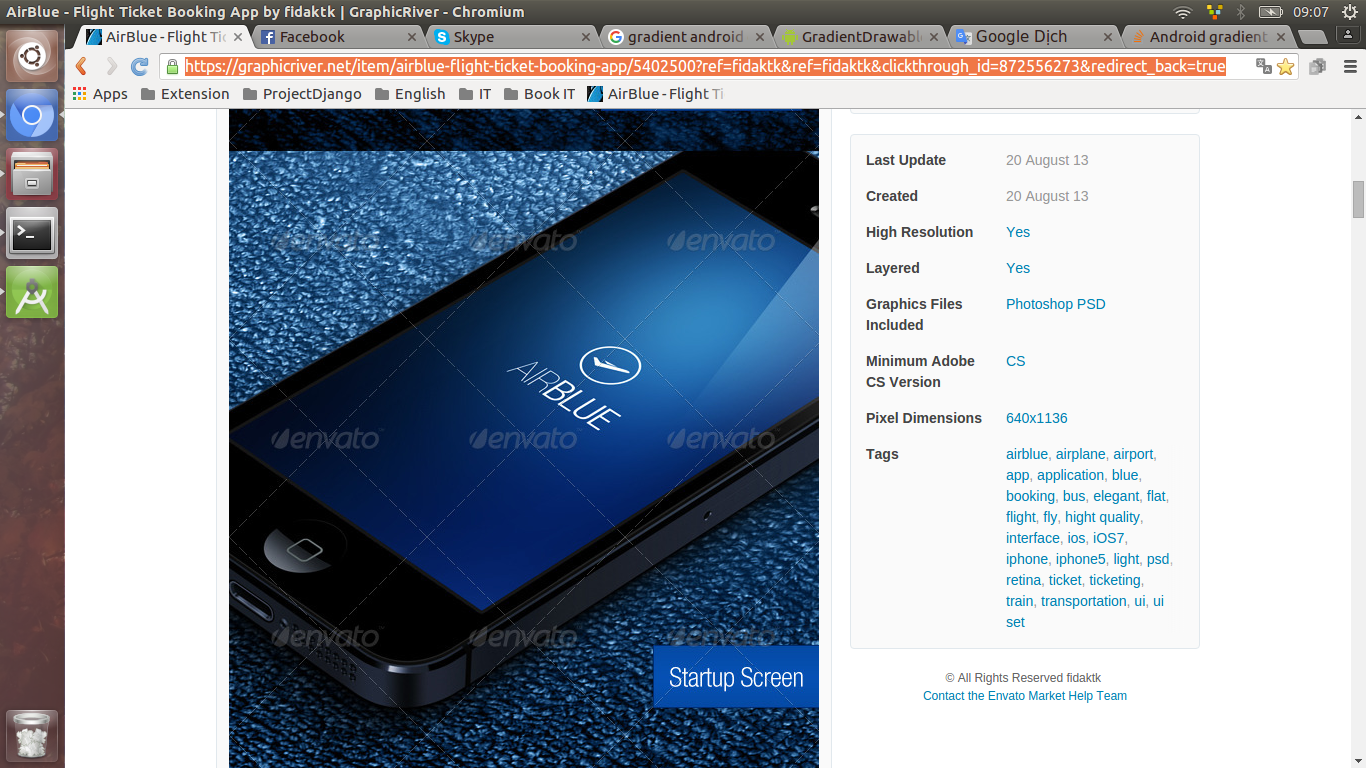 AirBlue - Flight Ticket Booking App by fidaktk | GraphicRiver - Chromium
09:07
AirBlue - Flight Ti
Facebook
Skype
gradient android
GradientDrawabl
Google Dịch
Android gradient
https://graphicriver.net/item/airblue-flight-ticket-booking-app/5402500?ref=fidaktk&ref=fidaktk&clickthrough_id=872556273&redirect_back=true
Apps
Extension
ProjectDjango
English
IT
Book IT
AirBlue - Flight Ti
envato envato envato
AIRBLUE
envato envato envato
envato envato envato
Startup Screen
Last Update 20 August 13
Created 20 August 13
High Resolution Yes
Layered Yes
Graphics Files Photoshop PSD
Included
Minimum Adobe CS
CS Version
Pixel Dimensions 640x1136
Tags airblue, airplane, airport,
app, application, blue,
booking, bus, elegant, flat,
flight, fly, hight quality,
interface, ios, iOS7,
iphone, iphone5, light, psd,
retina, ticket, ticketing,
train, transportation, ui, ui
set
© All Rights Reserved fidaktk
Contact the Envato Market Help Team